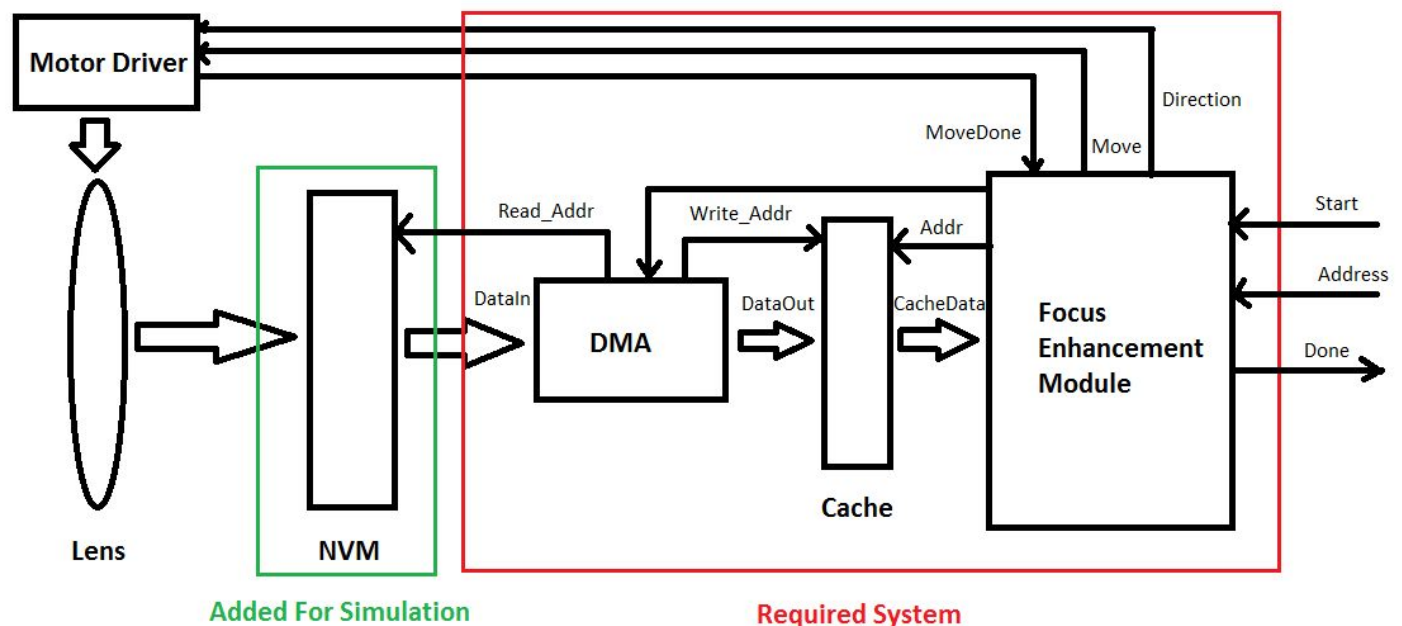 Motor Driver
Direction
MoveDone
Move
Read_Addr
Write_Addr
Addr
Start
Address
DataIn
DataOut
CacheData
DMA
Focus
Enhancement
Module
Done
Cache
Lens
NVM
Added For Simulation
Required System